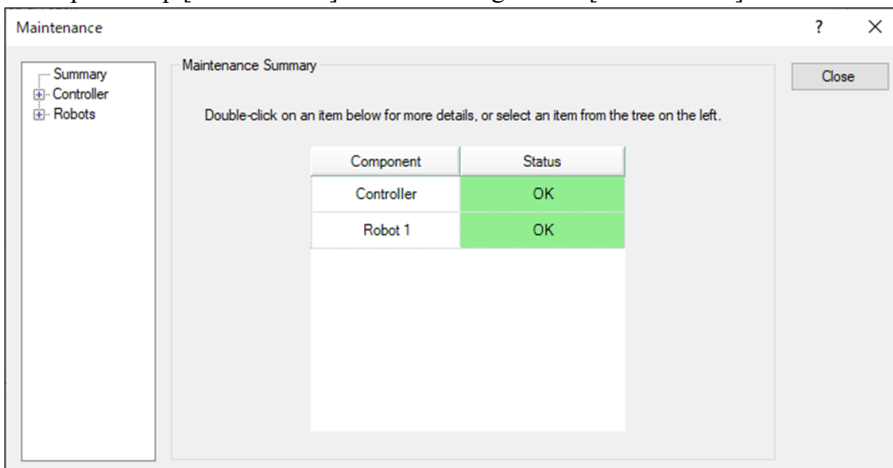 Maintenance ? ×
Summary
Controller
Robots
Maintenance Summary
Close
Double-click on an item below for more details, or select an item from the tree on the left.
Component Status
Controller OK
Robot 1 OK